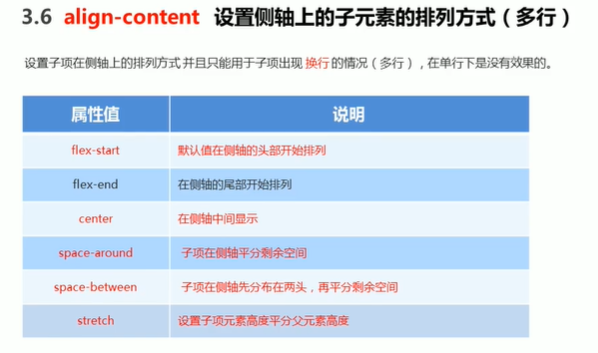 3.6 align-content 设置侧轴上的子元素的排列方式（多行）
设置子项在侧轴上的排列方式 并且只能用于子项出现 换行 的情况（多行），在单行下是没有效果的。
属性值 说明
flex-start 默认值在侧轴的头部开始排列
flex-end 在侧轴的尾部开始排列
center 在侧轴中间显示
space-around 子项在侧轴平分剩余空间
space-between 子项在侧轴先分布在两头，再平分剩余空间
stretch 设置子项元素高度平分父元素高度